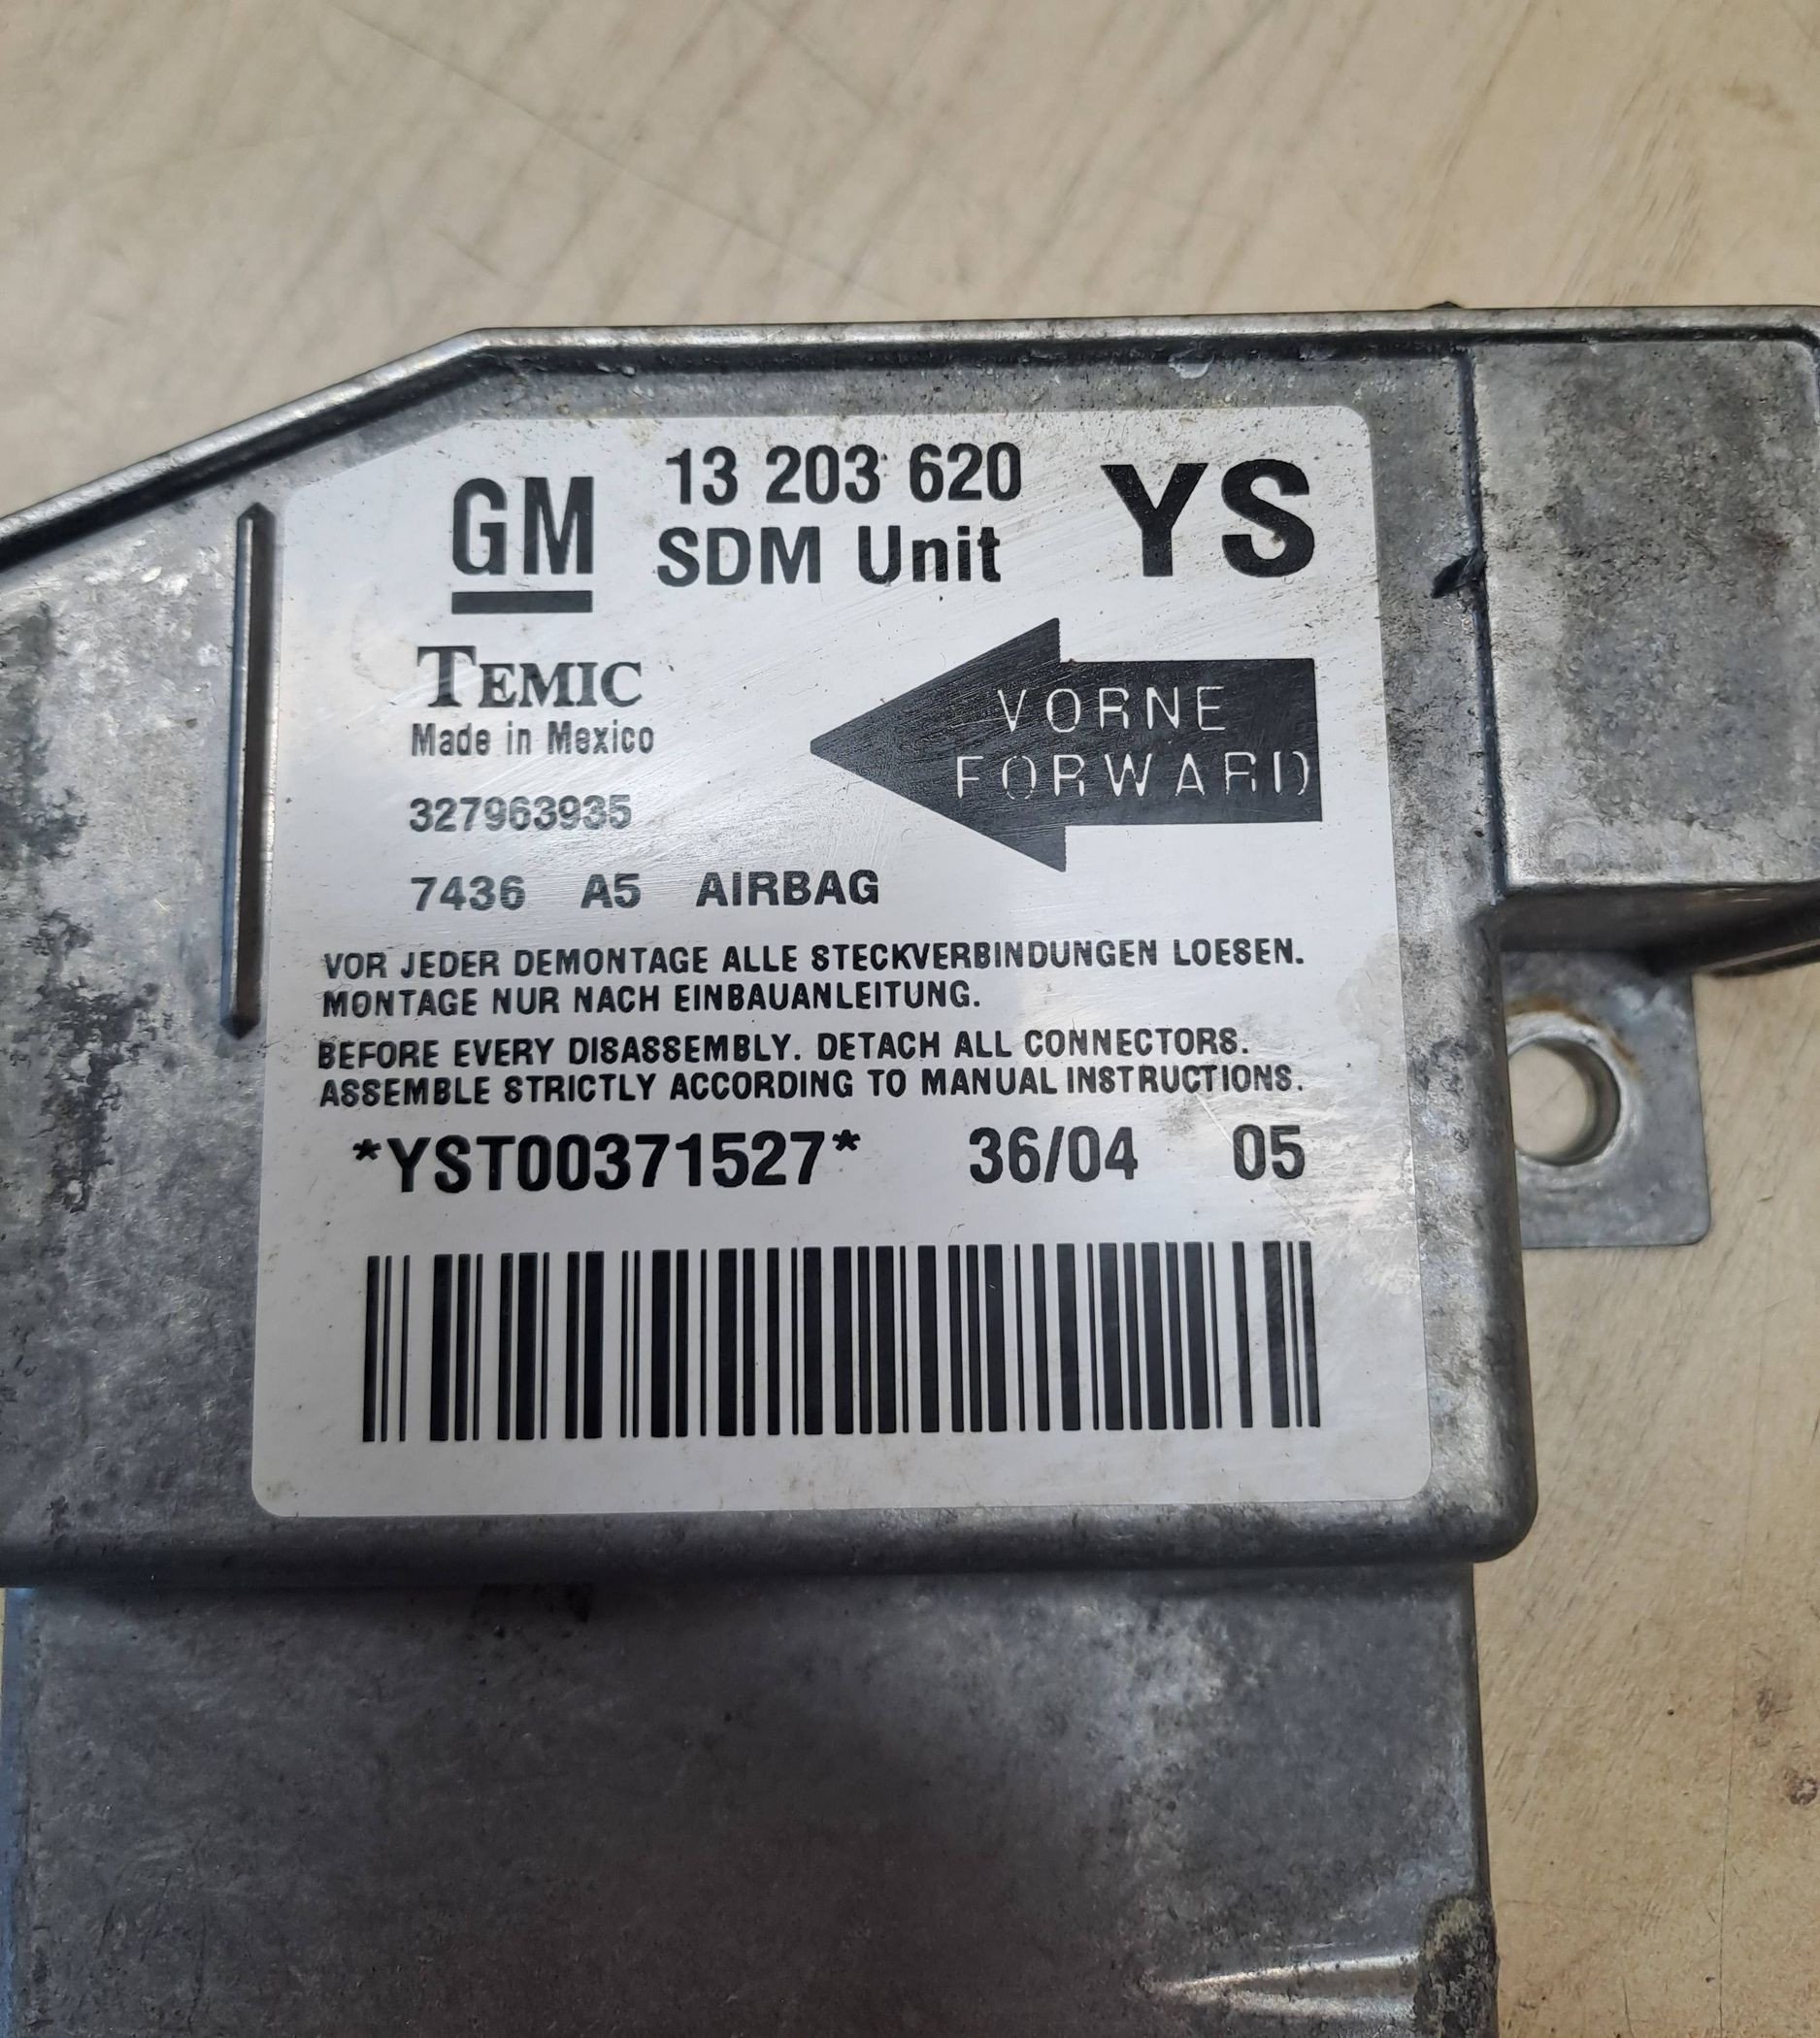 GM
13 203 620
SDM Unit
YS
TEMIC
Made in Mexico
VORNE
FORWARD
327963935
7436 A5 AIRBAG
VOR JEDER DEMONTAGE ALLE STECKVERBINDUNGEN LOESEN.
MONTAGE NUR NACH EINBAUANLEITUNG.
BEFORE EVERY DISASSEMBLY. DETACH ALL CONNECTORS.
ASSEMBLE STRICTLY ACCORDING TO MANUAL INSTRUCTIONS.
*YST00371527* 36/04 05